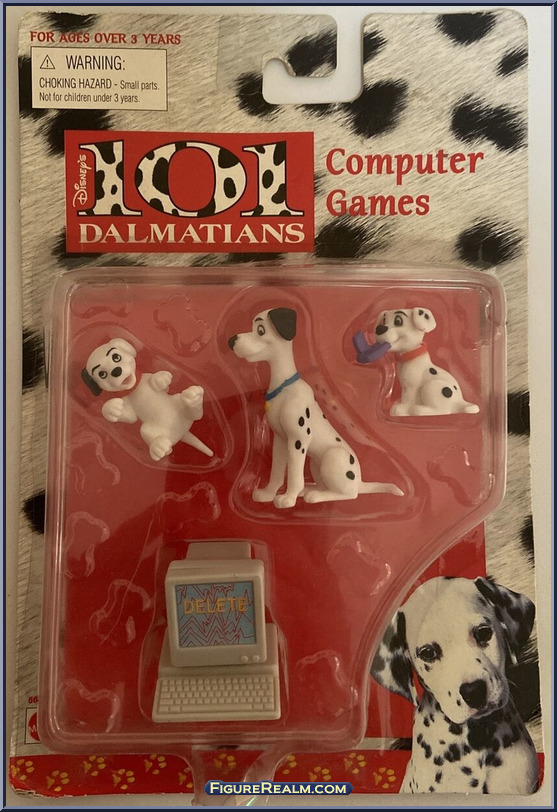 FOR AGES OVER 3 YEARS
WARNING:
CHOKING HAZARD - Small parts.
Not for children under 3 years.
DISNEY'S
101
DALMATIANS
Computer
Games
DELETE
FIGUREREALM.COM